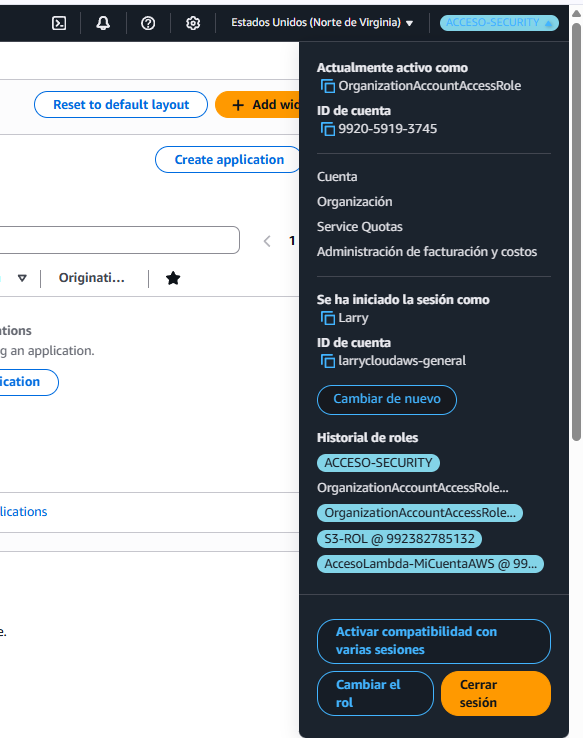 Estados Unidos (Norte de Virginia)
ACCESO-SECURITY
Actualmente activo como
OrganizationAccountAccessRole
ID de cuenta
9920-5919-3745
Reset to default layout
+ Add wi
Create application
Cuenta
Organización
Service Quotas
Administración de facturación y costos
1
Originati...
Se ha iniciado la sesión como
Larry
ID de cuenta
larrycloudaws-general
ations
g an application.
ication
Cambiar de nuevo
Historial de roles
ACCESO-SECURITY
OrganizationAccountAccessRole...
OrganizationAccountAccessRole...
S3-ROL @ 992382785132
AccesoLambda-MiCuentaAWS @ 99...
lications
e.
Activar compatibilidad con
varias sesiones
Cambiar el
rol
Cerrar
sesión